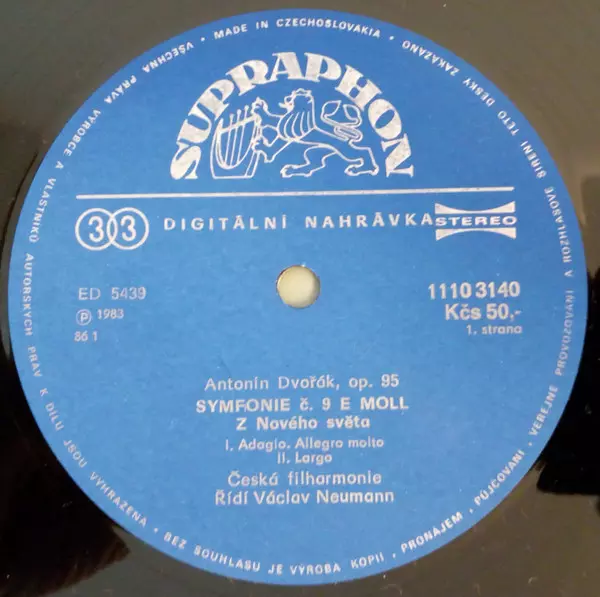 MADE IN CZECHOSLOVAKIA • VŠECHNA PRÁVA VÝROBCE A VLASTNÍKŮ AUTORSKÝCH PRÁV K DÍLU JSOU VYHRAŽENA • BEZ SOUHLASU JE VÝROBA KOPIÍ, PRONÁJEM, PŮJČOVÁNÍ, VEŘEJNÉ PROVOZOVÁNÍ A ROZHLASOVÉ ŠÍŘENÍ TÉTO DESKY ZAKÁZÁNO •
SUPRAPHON
33 DIGITÁLNÍ NAHRÁVKA STEREO
ED 5439
Ⓟ 1983
86 1
1110 3140
Kčs 50,-
1. strana
Antonín Dvořák, op. 95
SYMFONIE č. 9 E MOLL
Z Nového světa
I. Adagio. Allegro molto
II. Largo
Česká filharmonie
Řídí Václav Neumann